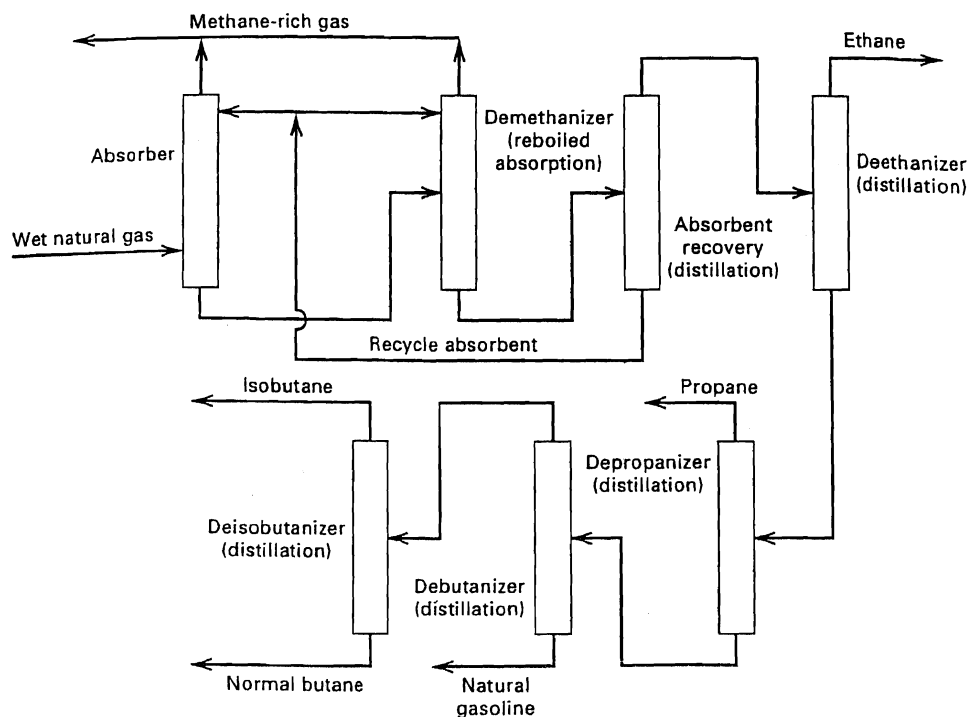 Methane-rich gas
Ethane
Absorber
Demethanizer
(reboiled
absorption)
Deethanizer
(distillation)
Wet natural gas
Absorbent
recovery
(distillation)
Recycle absorbent
Isobutane
Propane
Depropanizer
(distillation)
Deisobutanizer
(distillation)
Debutanizer
(distillation)
Normal butane
Natural
gasoline